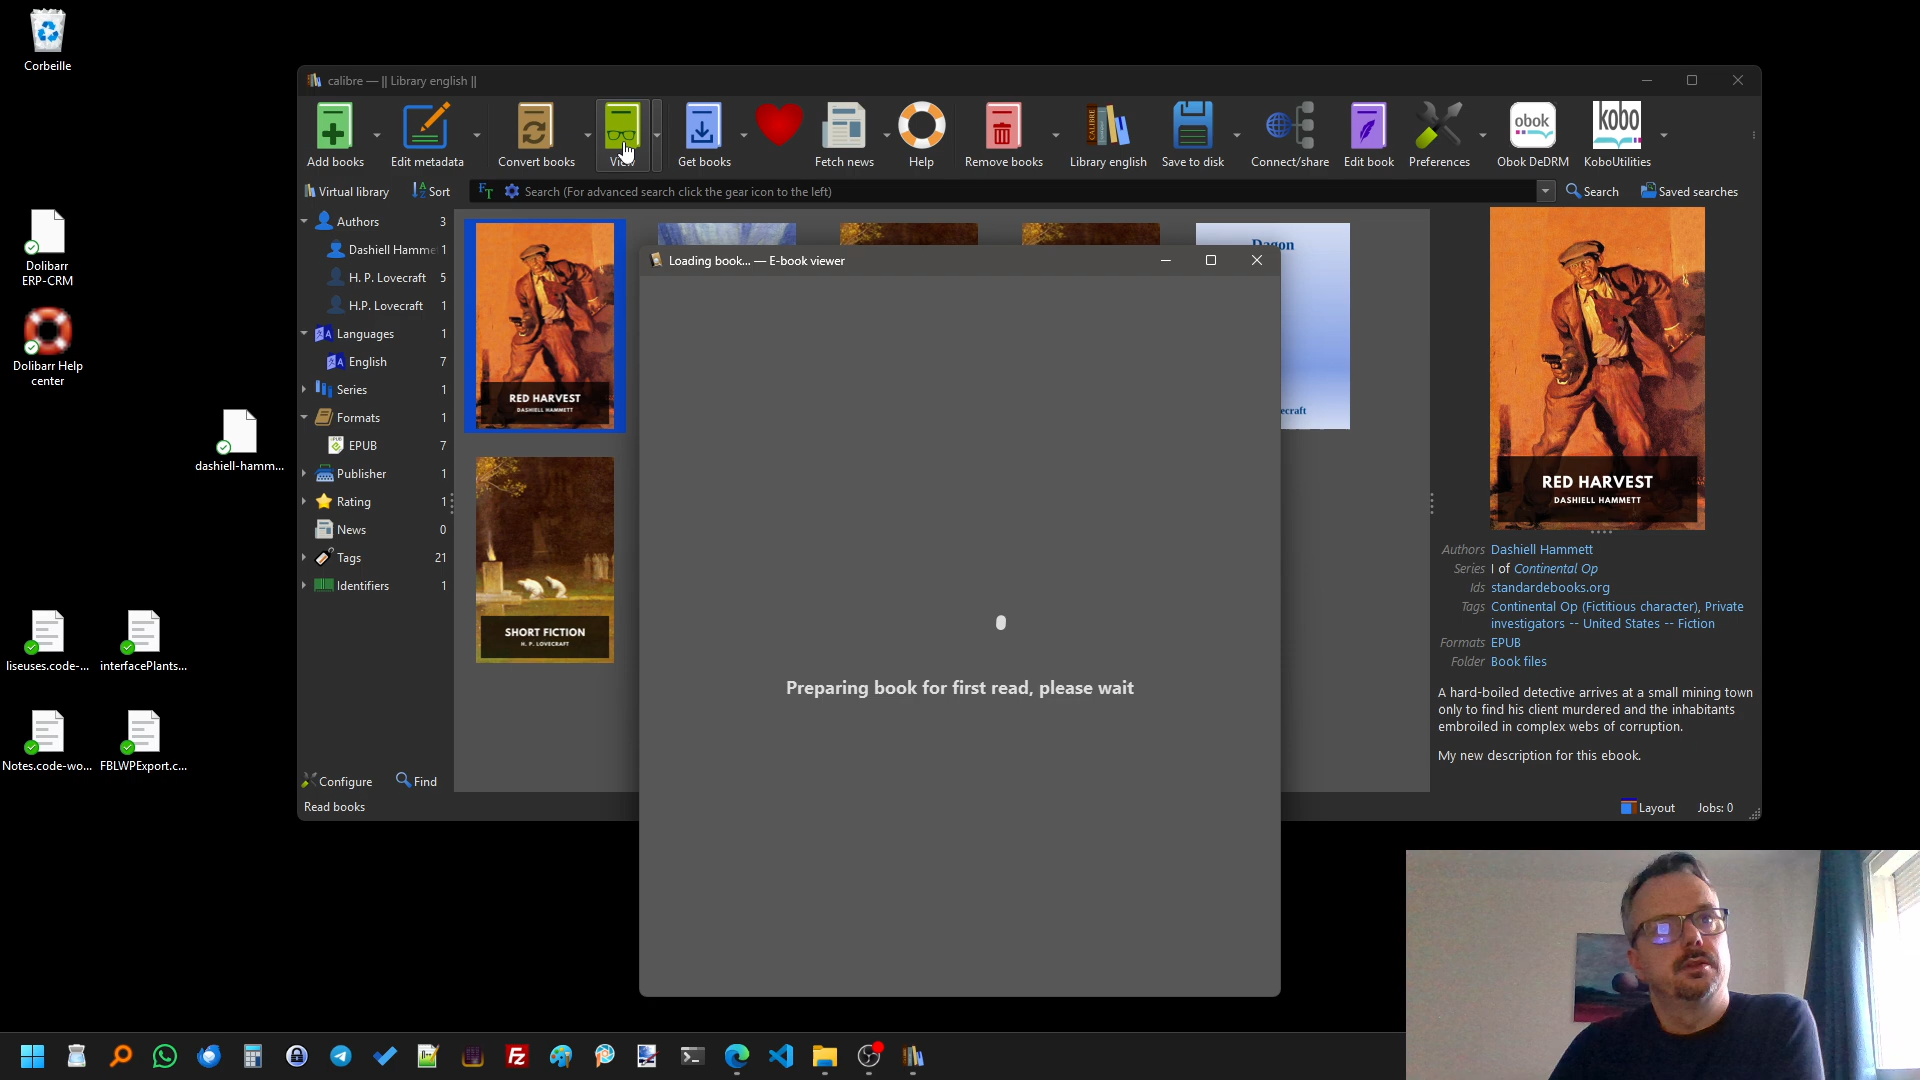 Corbeille
calibre — || Library english ||
Add books
Edit metadata
Convert books
View
Get books
Fetch news
Help
Remove books
CALIBRE
Library english
Save to disk
Connect/share
Edit book
Preferences
obok
Obok DeDRM
kobo
KoboUtilities
Virtual library
Sort
Search (For advanced search click the gear icon to the left)
Search
Saved searches
Authors 3
Dashiell Hamme 1
H. P. Lovecraft 5
H.P. Lovecraft 1
Languages 1
English 7
Series 1
Formats 1
EPUB 7
Publisher 1
Rating 1
News 0
Tags 21
Identifiers 1
Configure
Find
Read books
Dolibarr
ERP-CRM
Dolibarr Help
center
dashiell-hamm...
liseuses.code-...
interfacePlants...
Notes.code-wo...
FBLWPExport.c...
RED HARVEST
DASHIELL HAMMETT
SHORT FICTION
H. P. LOVECRAFT
Dagon
ecraft
Loading book... — E-book viewer
Preparing book for first read, please wait
RED HARVEST
DASHIELL HAMMETT
Authors Dashiell Hammett
Series I of Continental Op
Ids standardebooks.org
Tags Continental Op (Fictitious character), Private
investigators -- United States -- Fiction
Formats EPUB
Folder Book files
A hard-boiled detective arrives at a small mining town
only to find his client murdered and the inhabitants
embroiled in complex webs of corruption.
My new description for this ebook.
Layout
Jobs: 0